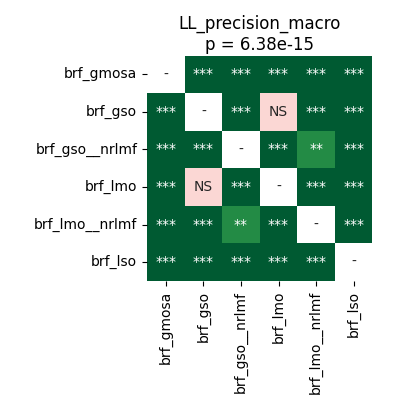 LL_precision_macro
p = 6.38e-15
brf_gmosa - *** *** *** *** ***
brf_gso *** - *** NS *** ***
brf_gso__nrlmf *** *** - *** ** ***
brf_lmo *** NS *** - *** ***
brf_lmo__nrlmf *** *** ** *** - ***
brf_lso *** *** *** *** *** -
brf_gmosa
brf_gso
brf_gso__nrlmf
brf_lmo
brf_lmo__nrlmf
brf_lso